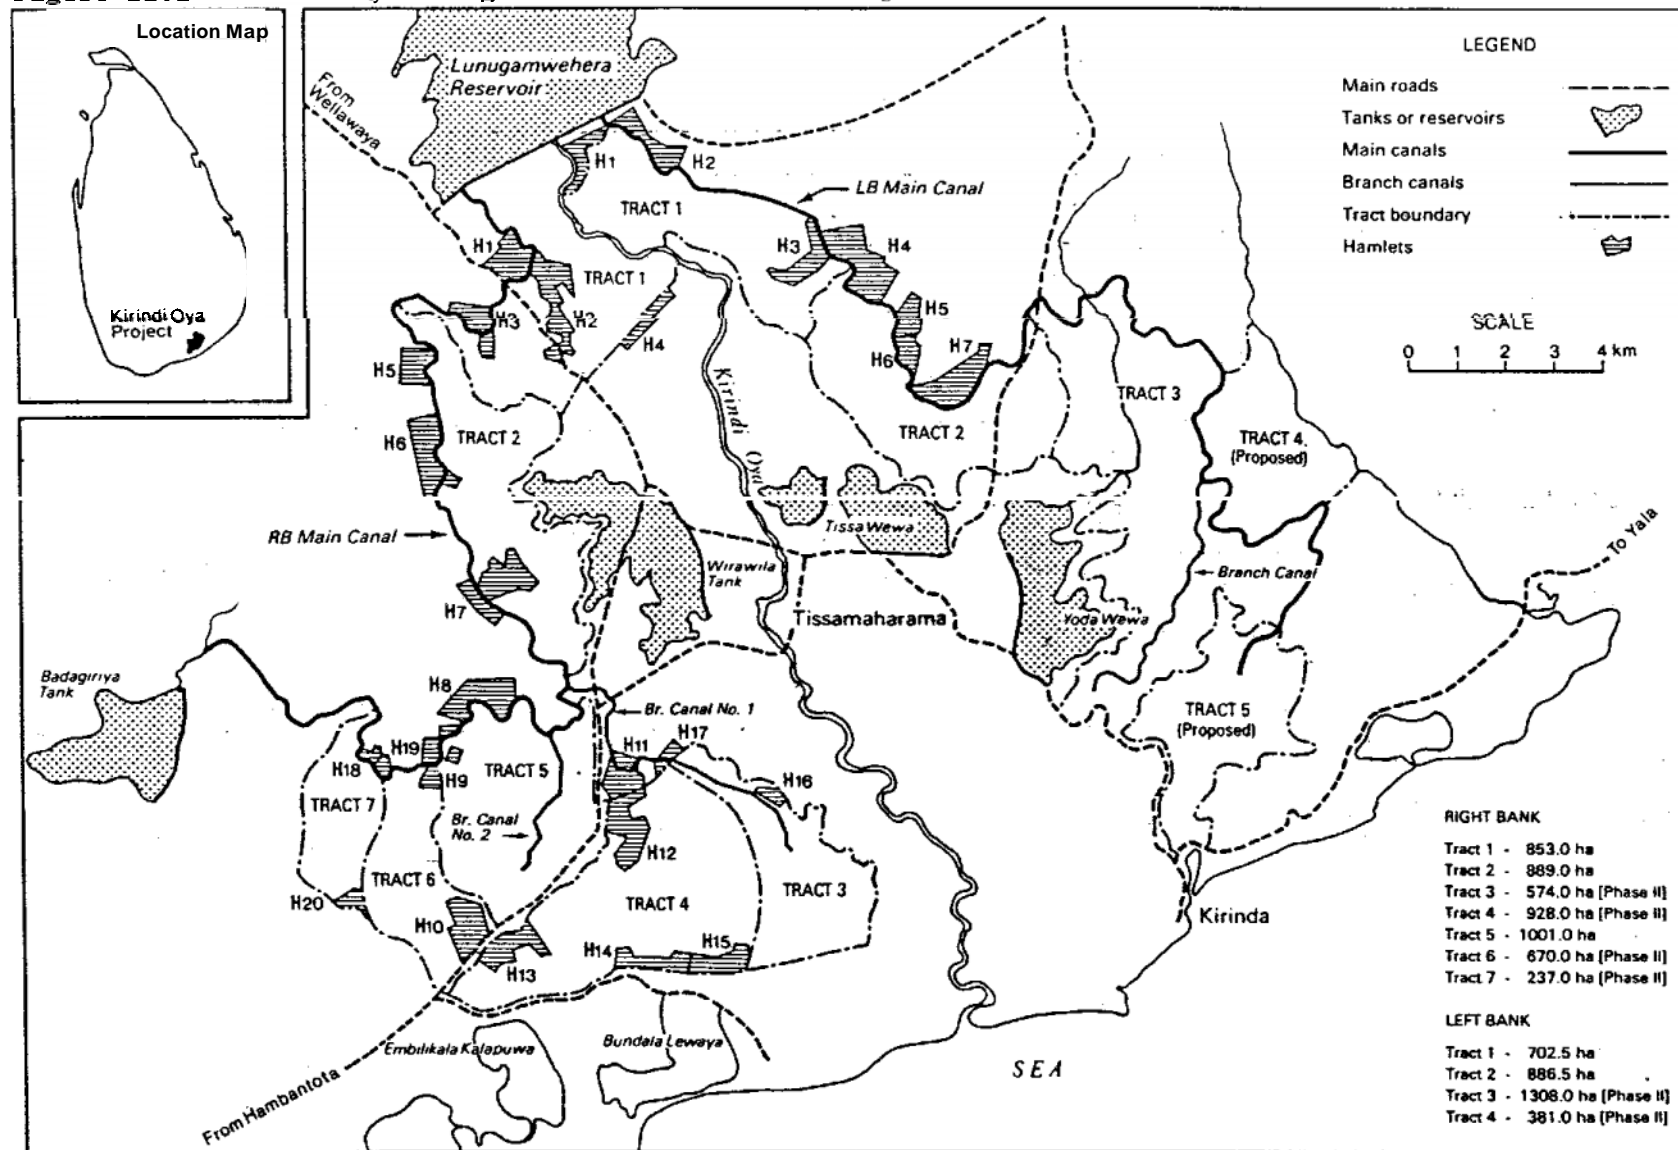 Location Map
Kirindi Oya
Project
Lunugamwehera
Reservoir
From
Wellawaya
LEGEND
Main roads
Tanks or reservoirs
Main canals
Branch canals
Tract boundary
Hamlets
SCALE
0 1 2 3 4 km
H1
H2
LB Main Canal
TRACT 1
H3
H4
H1
TRACT 1
H2
H3
H4
H5
H5
H6
H7
TRACT 3
Kirindi Oya
H6
TRACT 2
TRACT 2
TRACT 4
(Proposed)
RB Main Canal
Tissa Wewa
Wirawila
Tank
Branch Canal
To Yala
H7
Tissamaharama
Yoda Wewa
Badagiriya
Tank
H8
Br. Canal No. 1
TRACT 5
(Proposed)
H17
H11
H19
H18
H9
TRACT 5
H16
TRACT 7
Br. Canal
No. 2
H12
TRACT 6
TRACT 3
TRACT 4
H20
H10
H13
H14
H15
Kirinda
Embilikala Kalapuwa
Bundala Lewaya
SEA
From Hambantota
RIGHT BANK
Tract 1 - 853.0 ha
Tract 2 - 889.0 ha
Tract 3 - 574.0 ha [Phase II]
Tract 4 - 928.0 ha [Phase II]
Tract 5 - 1001.0 ha
Tract 6 - 670.0 ha [Phase II]
Tract 7 - 237.0 ha [Phase II]
LEFT BANK
Tract 1 - 702.5 ha
Tract 2 - 886.5 ha
Tract 3 - 1308.0 ha [Phase II]
Tract 4 - 381.0 ha [Phase II]